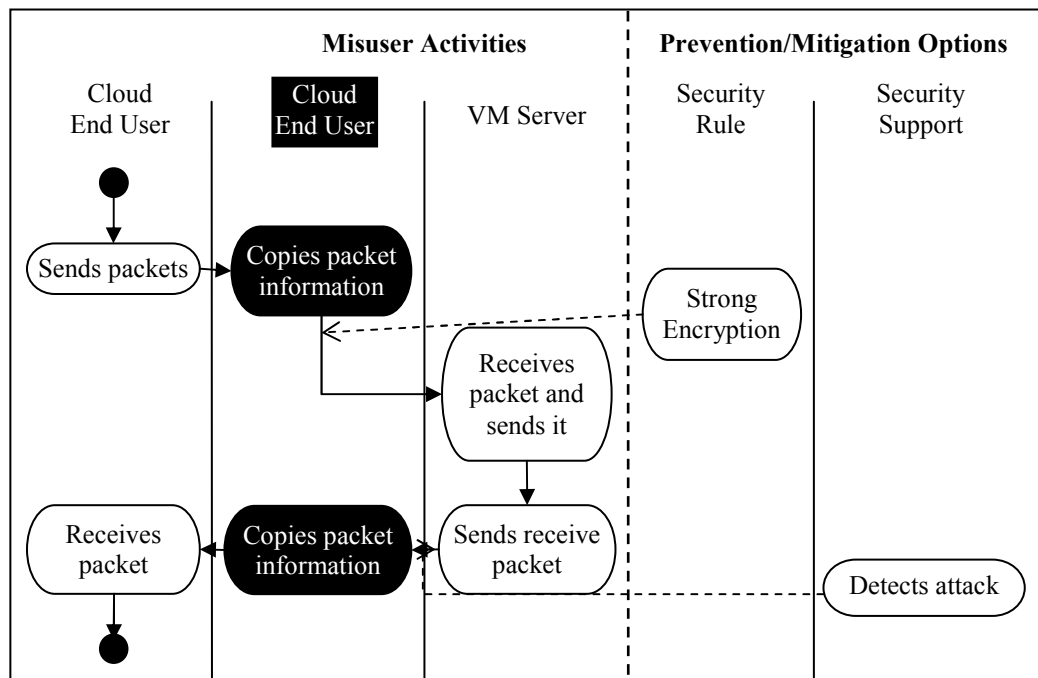 Misuser Activities
Prevention/Mitigation Options
Cloud
End User
Cloud
End User
VM Server
Security
Rule
Security
Support
Sends packets
Copies packet
information
Strong
Encryption
Receives
packet and
sends it
Receives
packet
Copies packet
information
Sends receive
packet
Detects attack